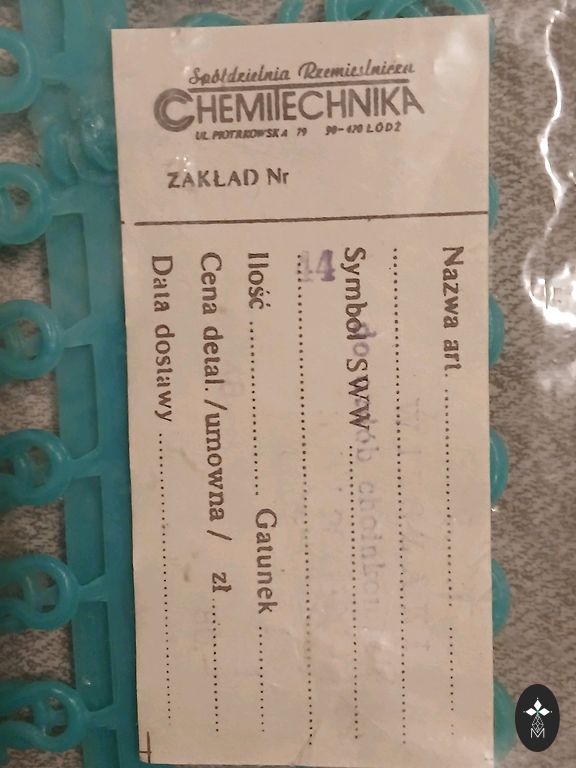 Spółdzielnia Rzemieślnicza
CHEMITECHNIKA
UL. PIOTRKOWSKA 79 90-420 ŁÓDŹ
ZAKŁAD Nr
Nazwa art.
Symbol SWW
44
Ilość Gatunek
Cena detal. /umowna / zł
Data dostawy